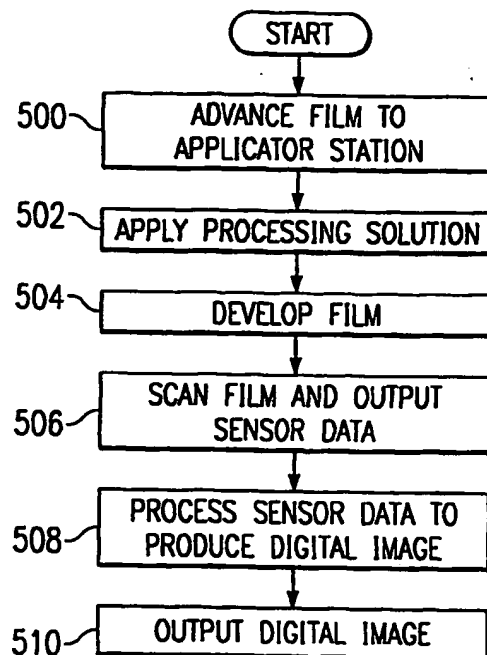 START
500
ADVANCE FILM TO
APPLICATOR STATION
502
APPLY PROCESSING SOLUTION
504
DEVELOP FILM
506
SCAN FILM AND OUTPUT
SENSOR DATA
508
PROCESS SENSOR DATA TO
PRODUCE DIGITAL IMAGE
510
OUTPUT DIGITAL IMAGE